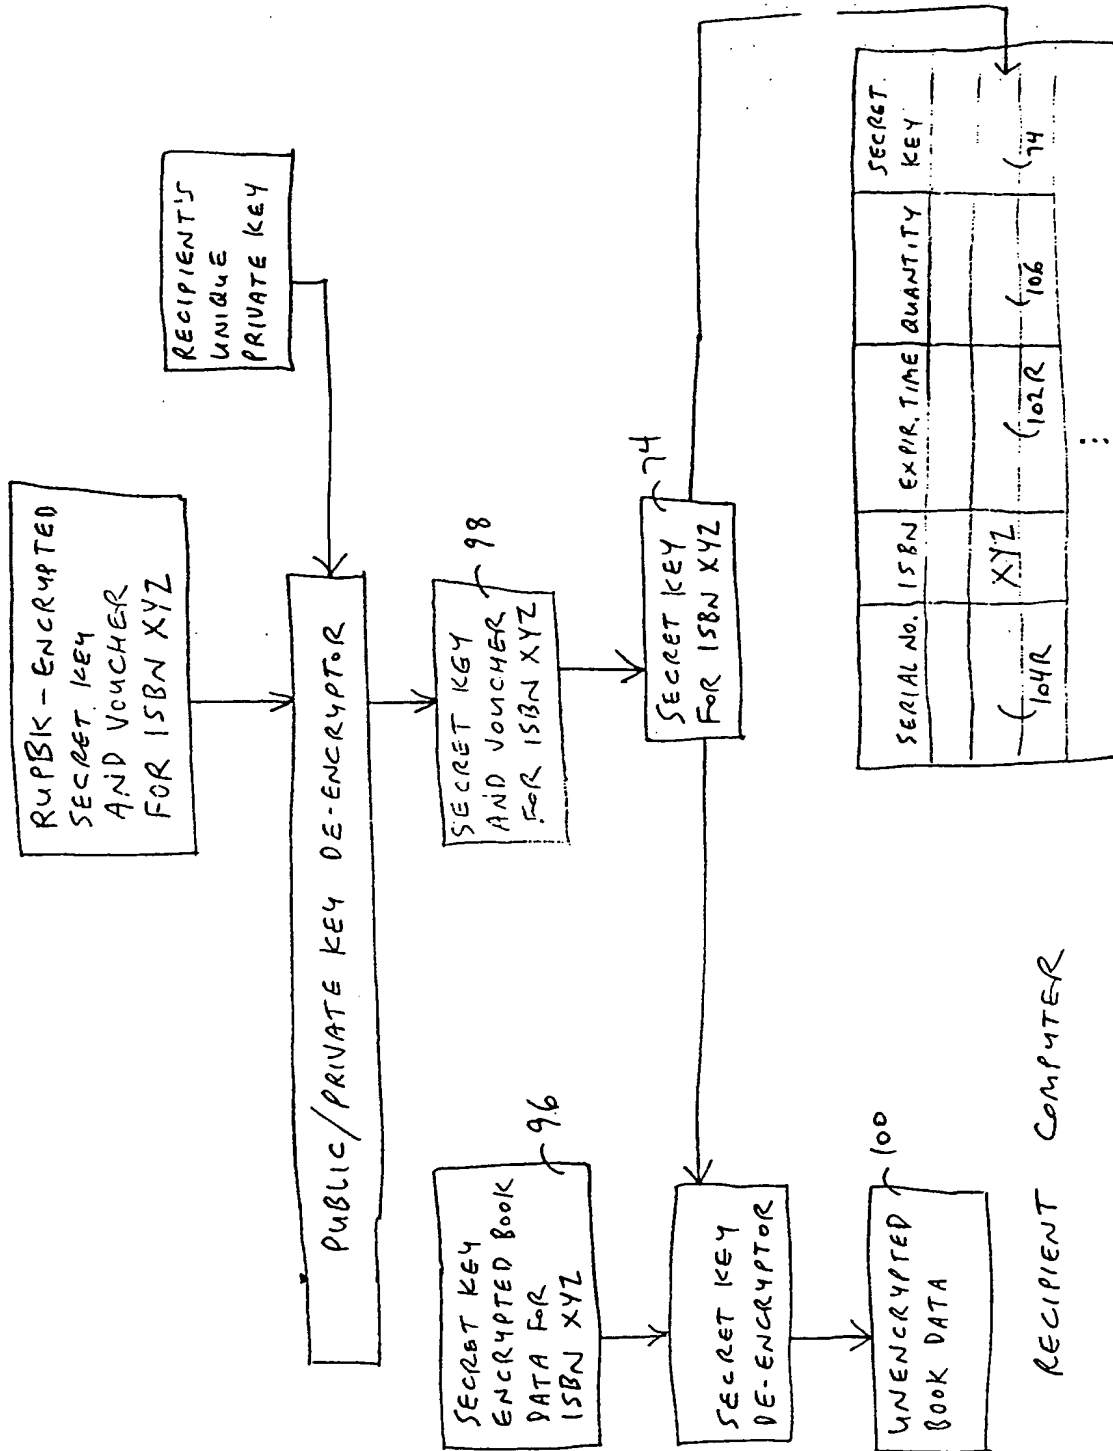 RUPBK-ENCRYPTED
SECRET KEY
AND VOUCHER
FOR ISBN XYZ
RECIPIENT'S
UNIQUE
PRIVATE KEY
PUBLIC/PRIVATE KEY DE-ENCRYPTOR
SECRET KEY
AND VOUCHER
FOR ISBN XYZ
98
SECRET KEY
FOR ISBN XYZ
74
SECRET KEY
ENCRYPTED BOOK
DATA FOR
ISBN XYZ
96
SECRET KEY
DE-ENCRYPTOR
UNENCRYPTED
BOOK DATA
100
SERIAL NO. ISBN EXPIR. TIME QUANTITY SECRET
KEY
XYZ
104R 102R 106 74
RECIPIENT COMPUTER